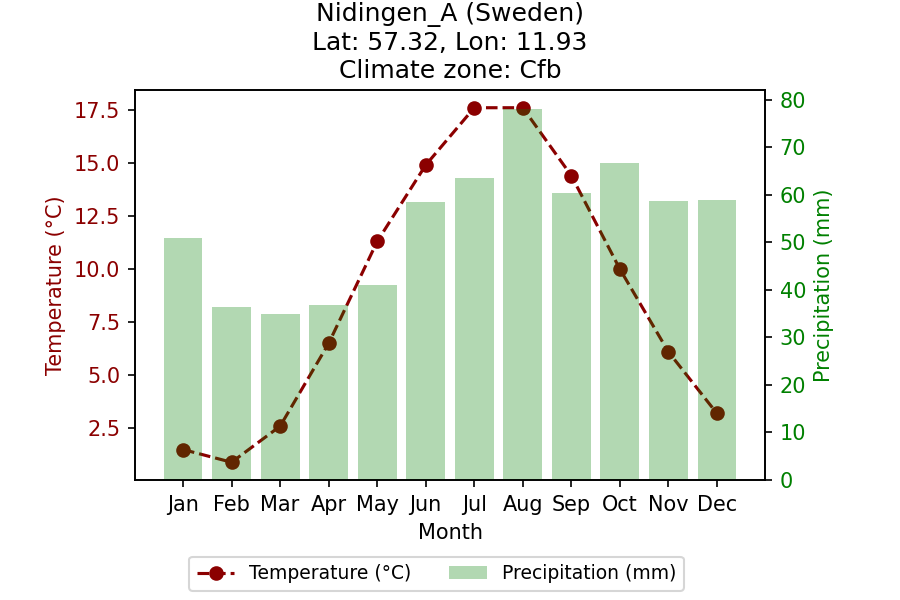 Nidingen_A (Sweden)
Lat: 57.32, Lon: 11.93
Climate zone: Cfb
Temperature (°C)
17.5
15.0
12.5
10.0
7.5
5.0
2.5
80
70
60
50
40
30
20
10
0
Precipitation (mm)
Jan Feb Mar Apr May Jun Jul Aug Sep Oct Nov Dec
Month
Temperature (°C) Precipitation (mm)